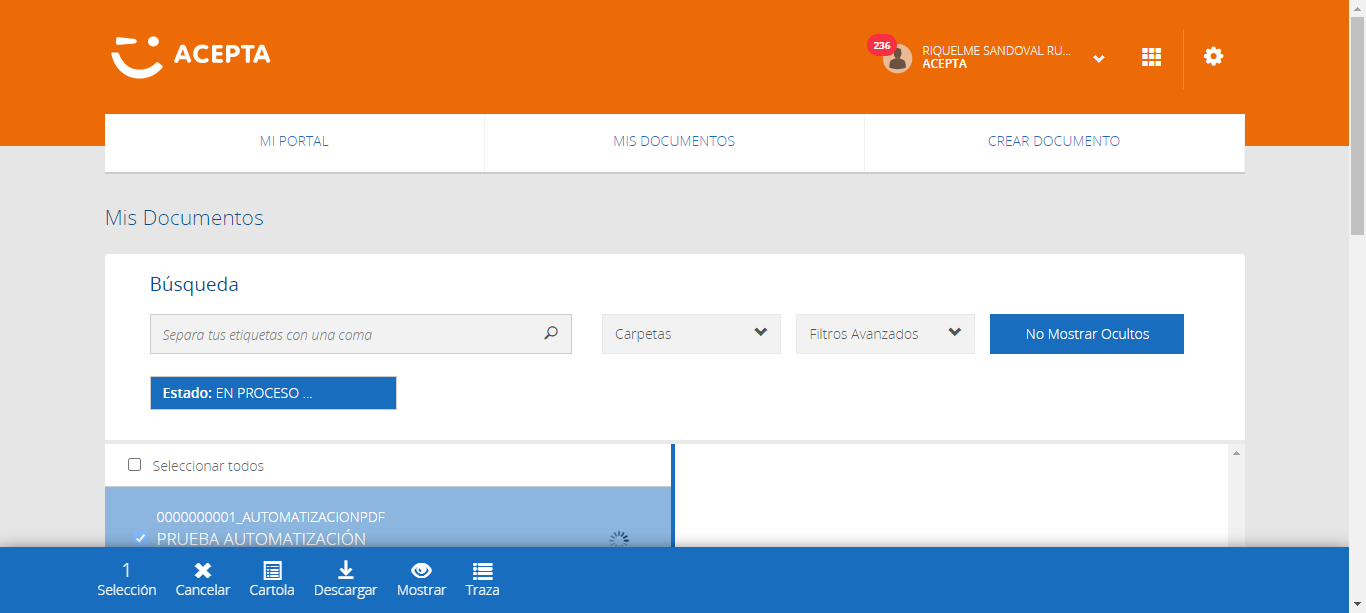 ACEPTA
236
RIQUELME SANDOVAL RU...
ACEPTA
MI PORTAL
MIS DOCUMENTOS
CREAR DOCUMENTO
Mis Documentos
Búsqueda
Separa tus etiquetas con una coma
Carpetas
Filtros Avanzados
No Mostrar Ocultos
Estado: EN PROCESO ...
Seleccionar todos
0000000001_AUTOMATIZACIONPDF
PRUEBA AUTOMATIZACIÓN
1
Selección
Cancelar
Cartola
Descargar
Mostrar
Traza